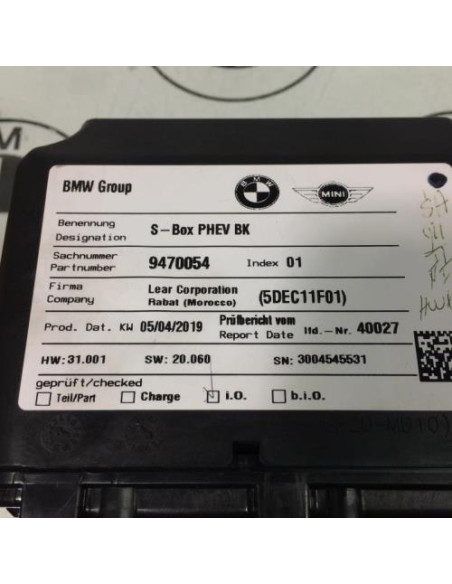 BMW Group
BMW
MINI
Benennung
Designation
S-Box PHEV BK
Sachnummer
Partnumber
9470054
Index 01
Firma
Company
Lear Corporation
Rabat (Morocco)
(5DEC11F01)
Prod. Dat. KW 05/04/2019
Prüfbericht vom
Report Date
lfd.-Nr. 40027
HW: 31.001
SW: 20.060
SN: 3004545531
geprüft/checked
Teil/Part
Charge
i.O.
b.i.O.